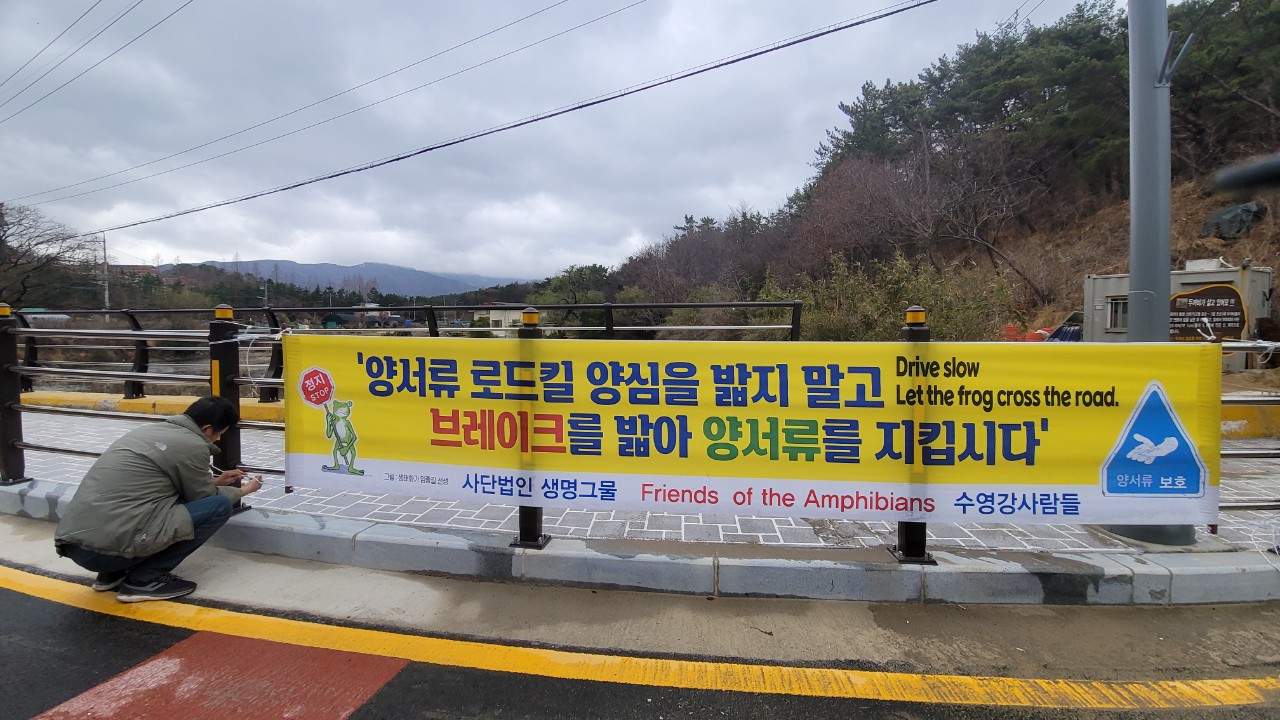 '양서류 로드킬 양심을 밟지 말고
Drive slow
Let the frog cross the road.
브레이크를 밟아 양서류를 지킵시다'
정지
STOP
사단법인 생명그물 Friends of the Amphibians 수영강사람들
양서류 보호